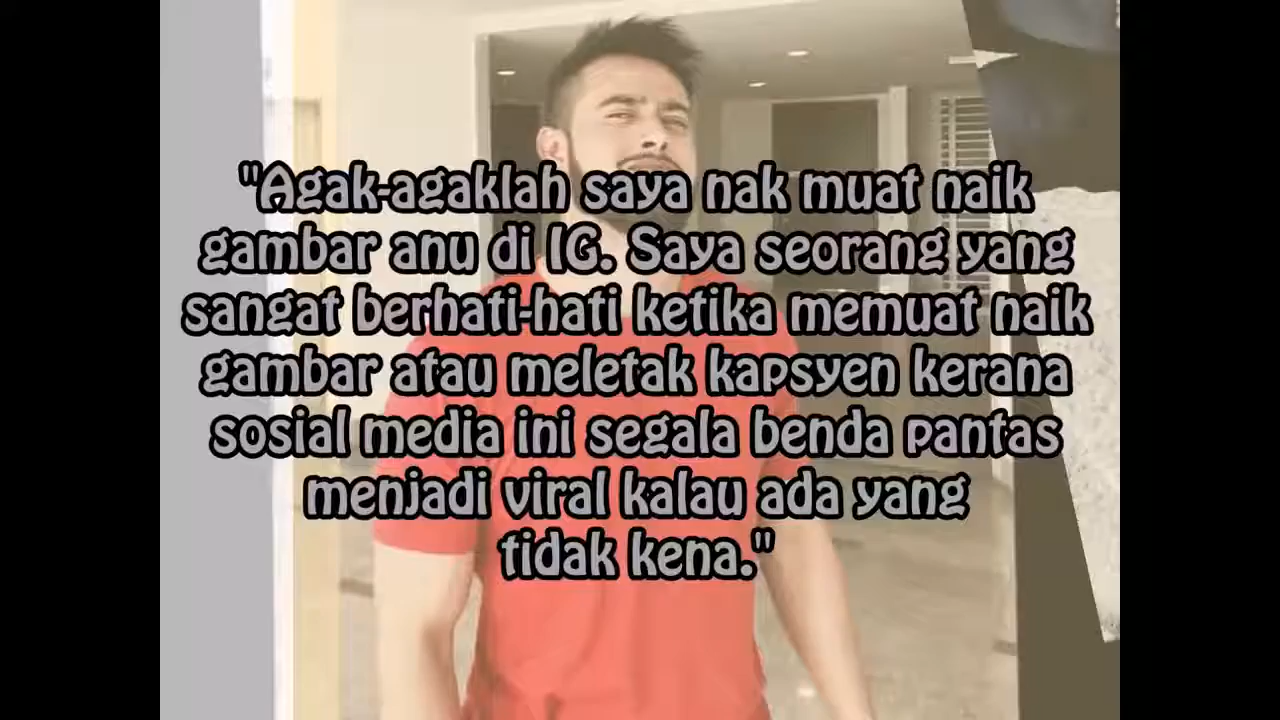 "Agak-agaklah saya nak muat naik
gambar anu di IG. Saya seorang yang
sangat berhati-hati ketika memuat naik
gambar atau meletak kapsyen kerana
sosial media ini segala benda pantas
menjadi viral kalau ada yang
tidak kena."